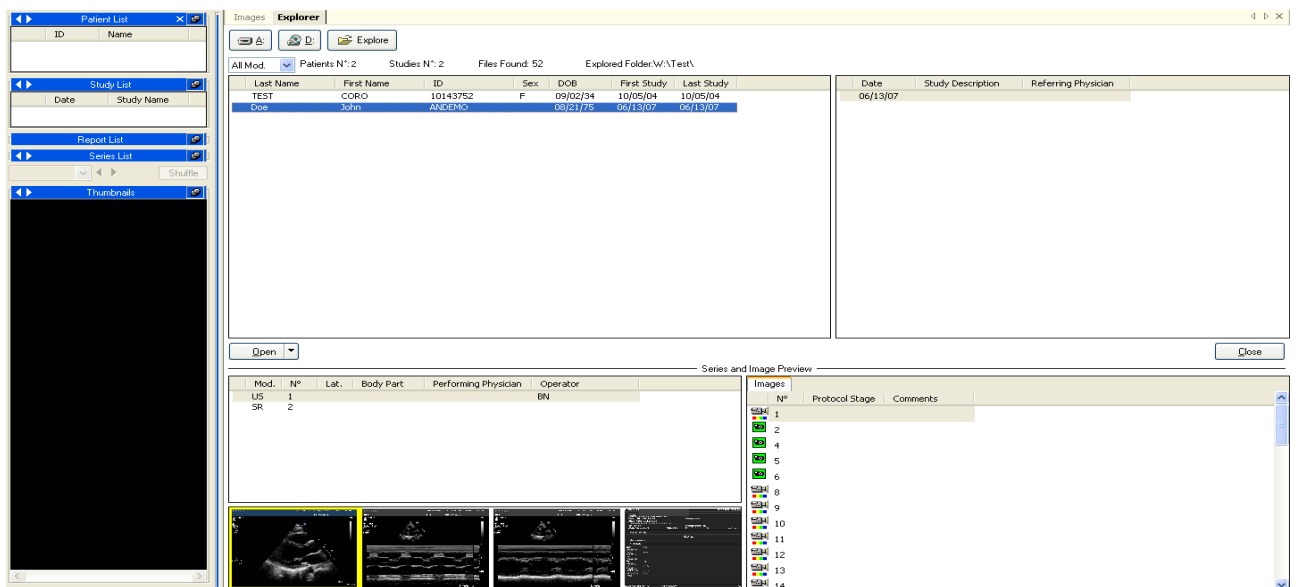 Patient List
ID Name
Study List
Date Study Name
Report List
Series List
Shuffle
Thumbnails
Images Explorer
A: D: Explore
All Mod. Patients N°: 2 Studies N°: 2 Files Found: 52 Explored Folder:W:\Test\
Last Name First Name ID Sex DOB First Study Last Study
TEST CORO 10143752 F 09/02/34 10/05/04 10/05/04
Doe John ANDEMO 08/21/75 06/13/07 06/13/07
Date Study Description Referring Physician
06/13/07
Open
Close
Series and Image Preview
Mod. N° Lat. Body Part Performing Physician Operator
US 1 BN
SR 2
Images
N° Protocol Stage Comments
1
2
4
5
6
8
9
10
11
12
13
14